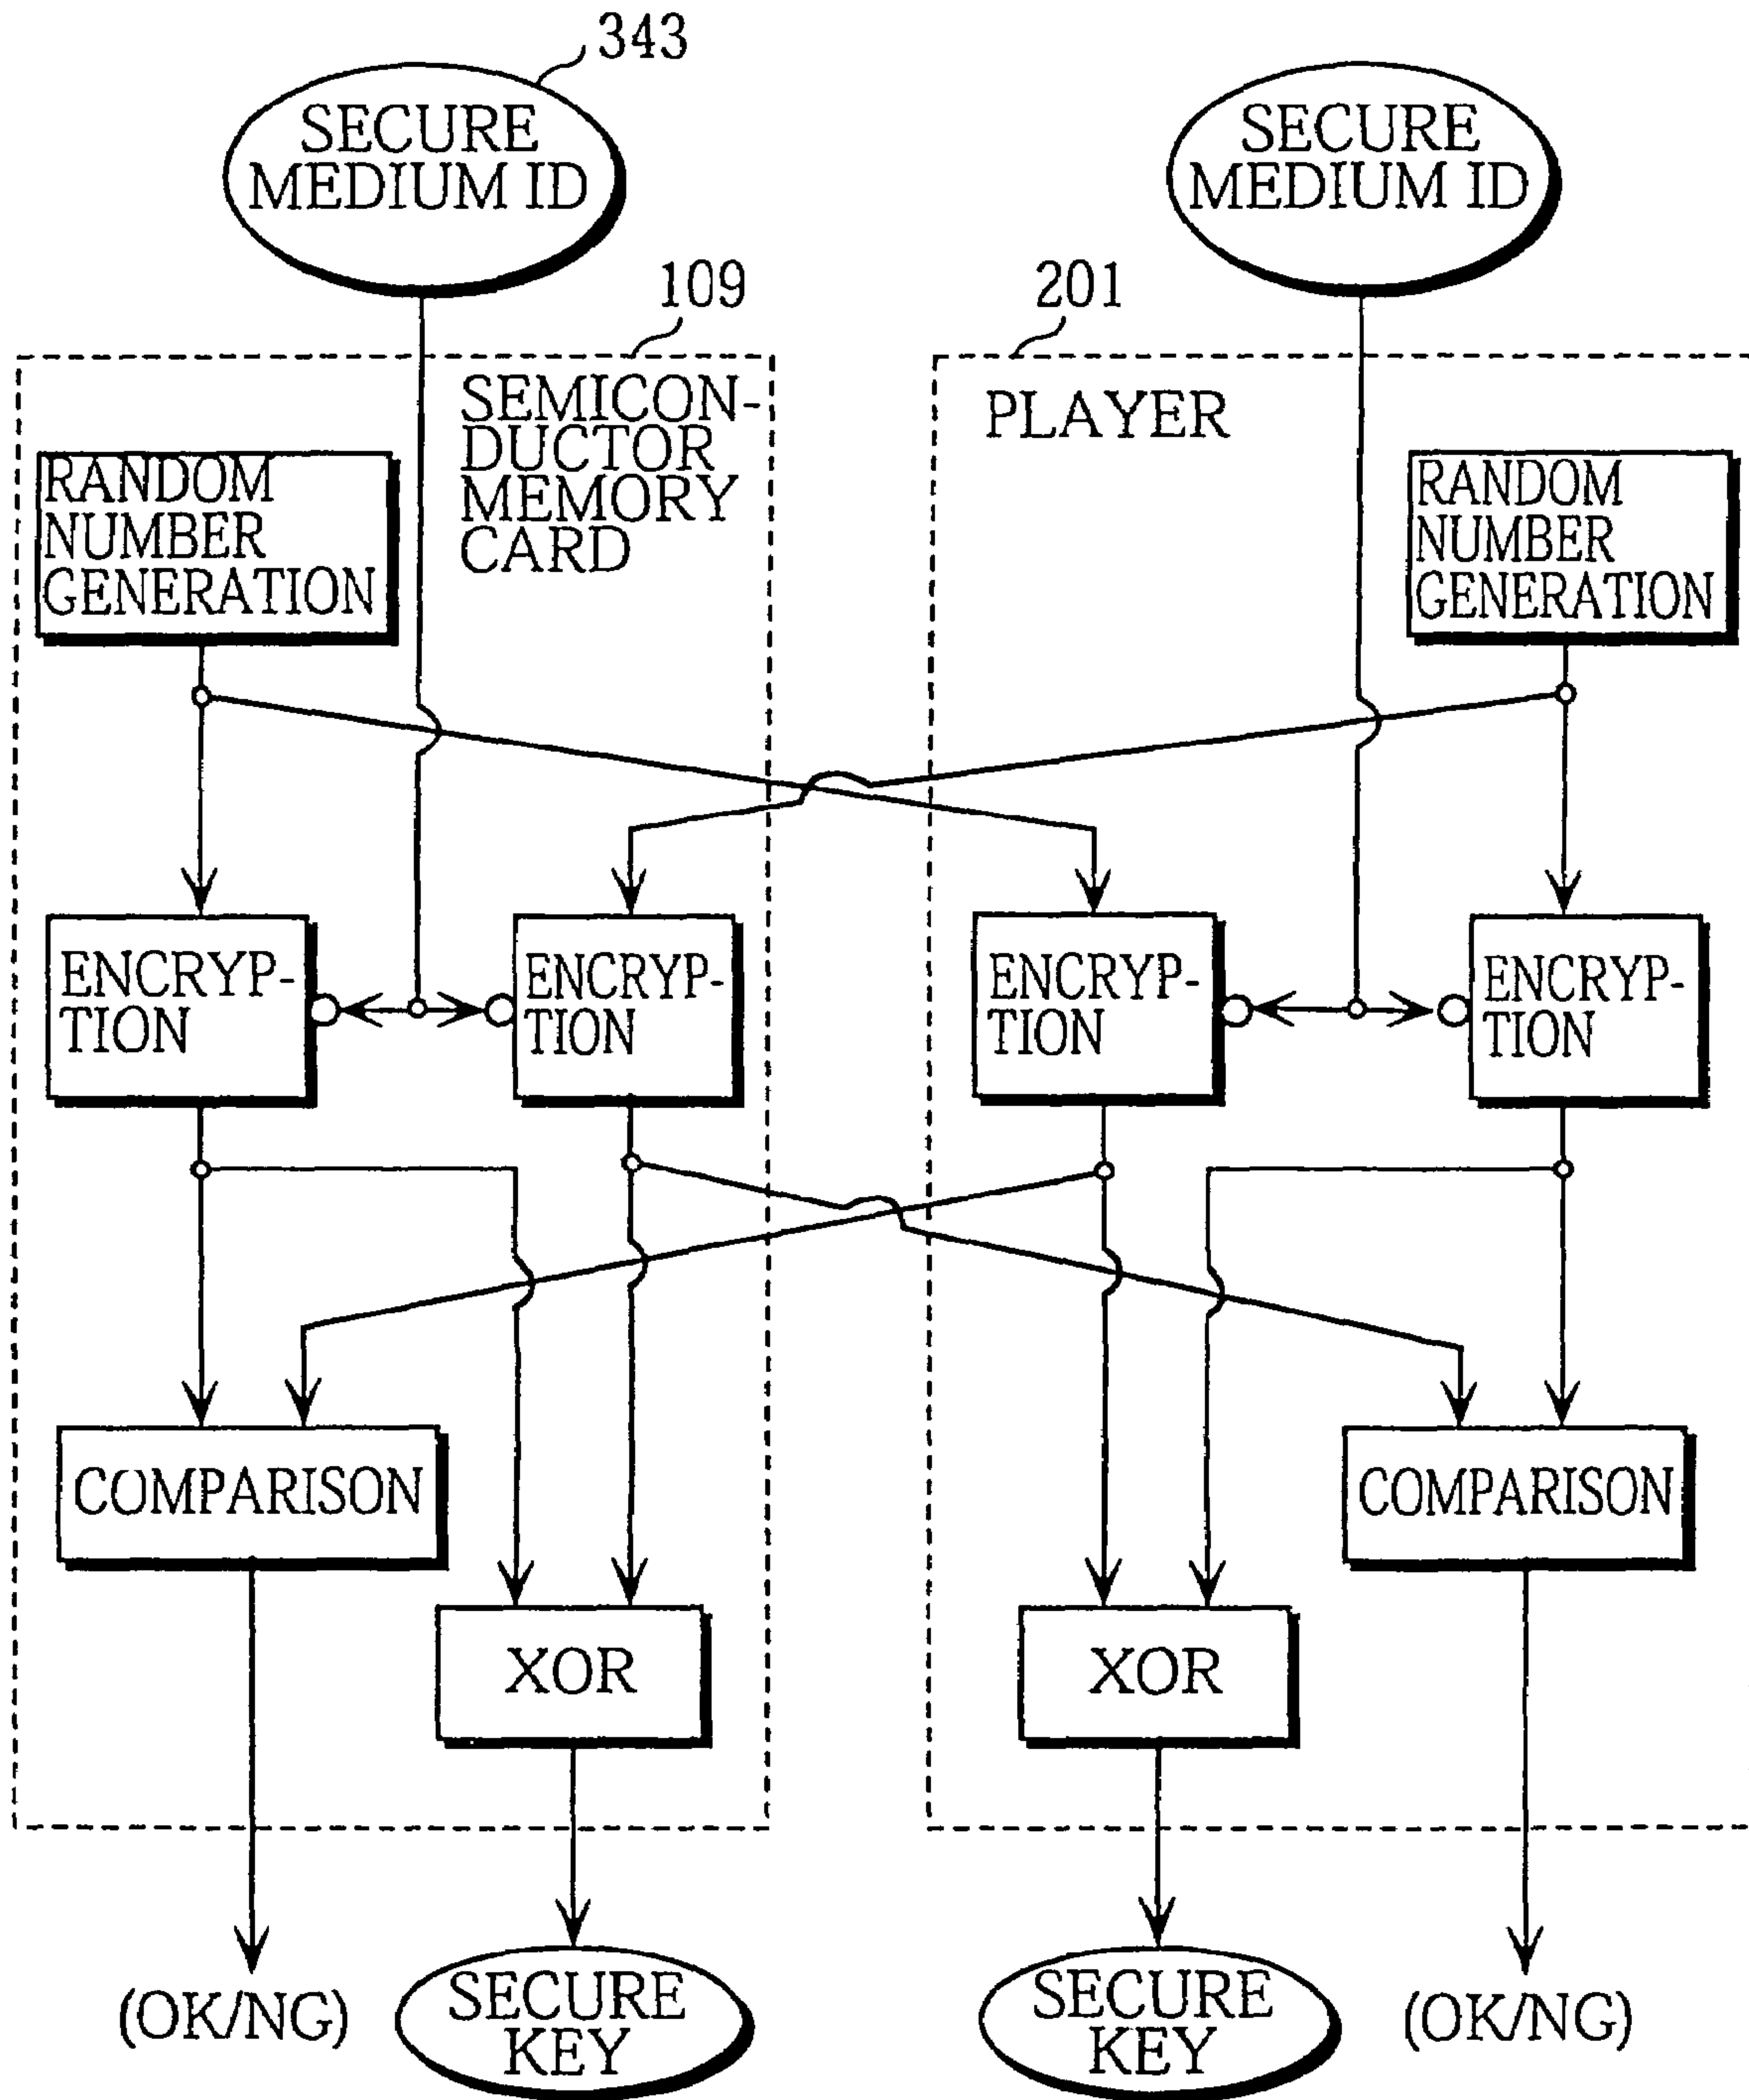 343
SECURE
MEDIUM ID
SECURE
MEDIUM ID
109
201
SEMICON-
DUCTOR
MEMORY
CARD
PLAYER
RANDOM
NUMBER
GENERATION
RANDOM
NUMBER
GENERATION
ENCRYP-
TION
ENCRYP-
TION
ENCRYP-
TION
ENCRYP-
TION
COMPARISON
COMPARISON
XOR
XOR
(OK/NG)
SECURE
KEY
SECURE
KEY
(OK/NG)